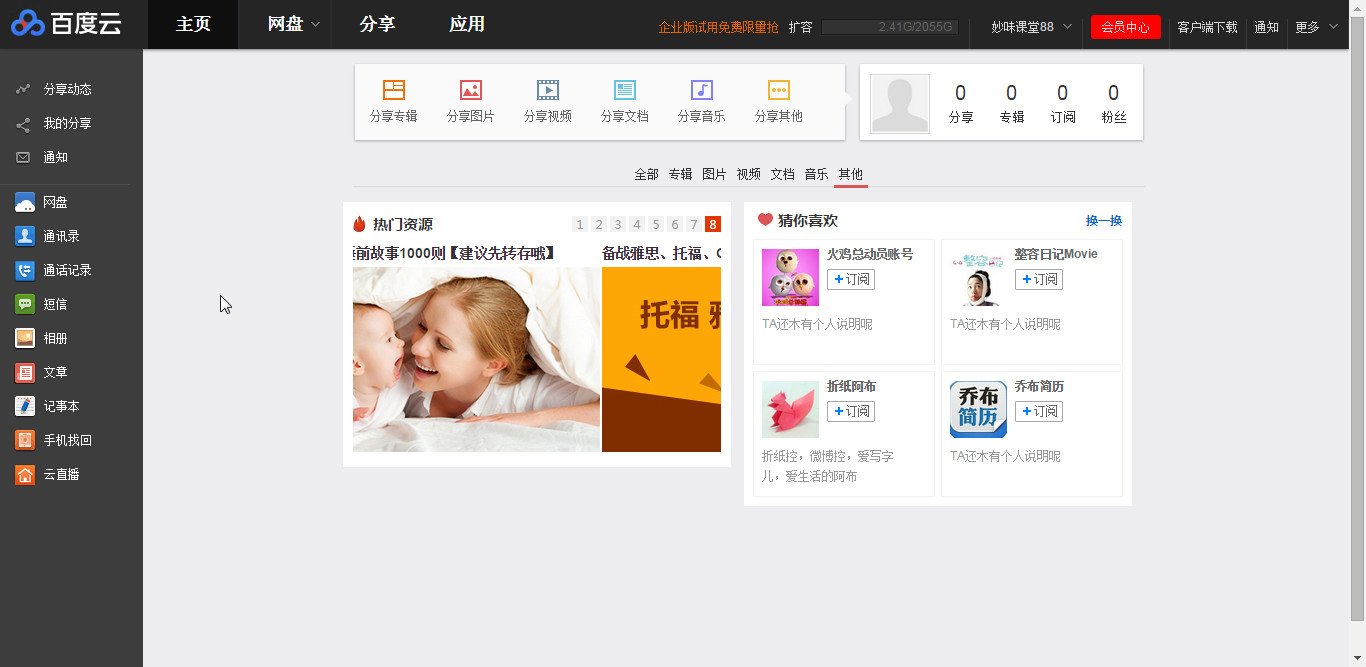 百度云
主页
网盘
分享
应用
企业版试用免费限量抢
扩容
2.41G/2055G
妙味课堂88
会员中心
客户端下载
通知
更多
分享动态
我的分享
通知
网盘
通讯录
通话记录
短信
相册
文章
记事本
手机找回
云直播
分享专辑
分享图片
分享视频
分享文档
分享音乐
分享其他
0
分享
0
专辑
0
订阅
0
粉丝
全部 专辑 图片 视频 文档 音乐 其他
热门资源
1 2 3 4 5 6 7 8
前故事1000则【建议先转存哦】
备战雅思、托福、
托福
猜你喜欢
换一换
火鸡总动员账号
+订阅
TA还木有个人说明呢
整容日记
整容日记Movie
+订阅
TA还木有个人说明呢
折纸阿布
+订阅
折纸控，微博控，爱写字
儿，爱生活的阿布
乔布
简历
乔布简历
+订阅
TA还木有个人说明呢